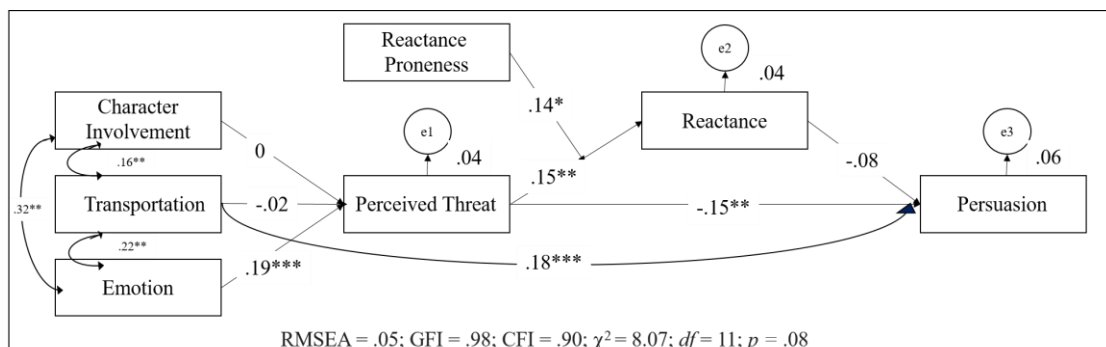 Reactance
Proneness
e2
.04
Character
Involvement
.14*
Reactance
e1
e3
.16**
0
.04
-.08
.06
.15**
.32**
Transportation
-.02
Perceived Threat
-.15**
Persuasion
.22**
.19***
.18***
Emotion
RMSEA = .05; GFI = .98; CFI = .90; χ² = 8.07; df = 11; p = .08